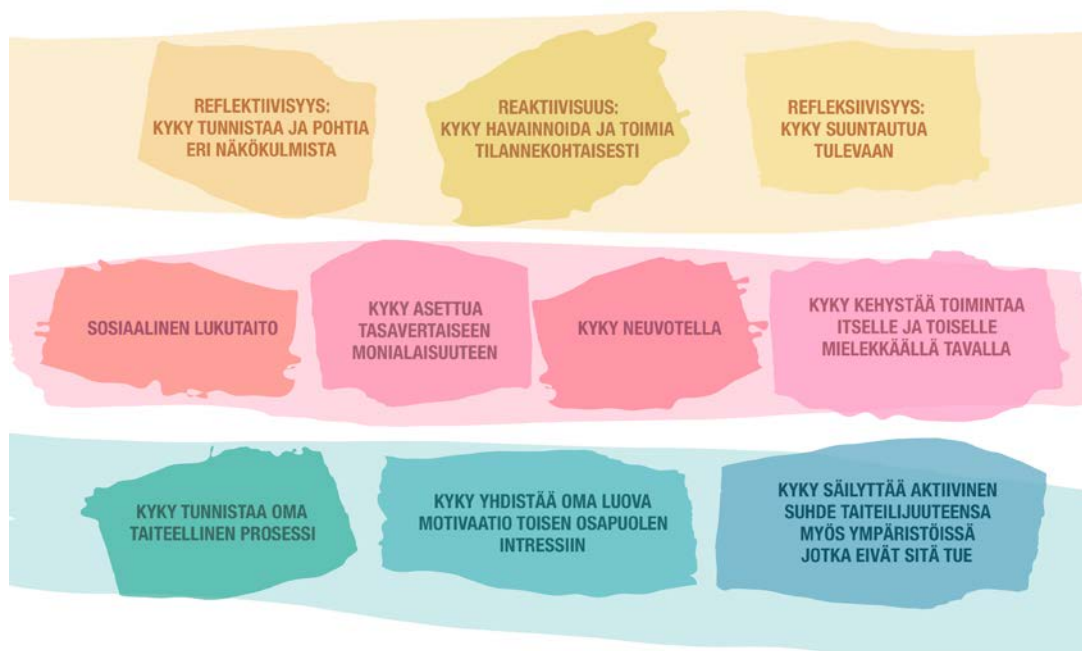 REFLEKTIIVISYYS:
KYKY TUNNISTAA JA POHTIA
ERI NÄKÖKULMISTA
REAKTIIVISUUS:
KYKY HAVAINNOIDA JA TOIMIA
TILANNEKOHTAISESTI
REFLEKSIIVISYYS:
KYKY SUUNTAUTUA
TULEVAAN
SOSIAALINEN LUKUTAITO
KYKY ASETTUA
TASAVERTAISEEN
MONIALAISUUTEEN
KYKY NEUVOTELLA
KYKY KEHYSTÄÄ TOIMINTAA
ITSELLE JA TOISELLE
MIELEKKÄÄLLÄ TAVALLA
KYKY TUNNISTAA OMA
TAITEELLINEN PROSESSI
KYKY YHDISTÄÄ OMA LUOVA
MOTIVAATIO TOISEN OSAPUOLEN
INTRESSIIN
KYKY SÄILYTTÄÄ AKTIIVINEN
SUHDE TAITEILIJUUTEENSA
MYÖS YMPÄRISTÖISSÄ
JOTKA EIVÄT SITÄ TUE